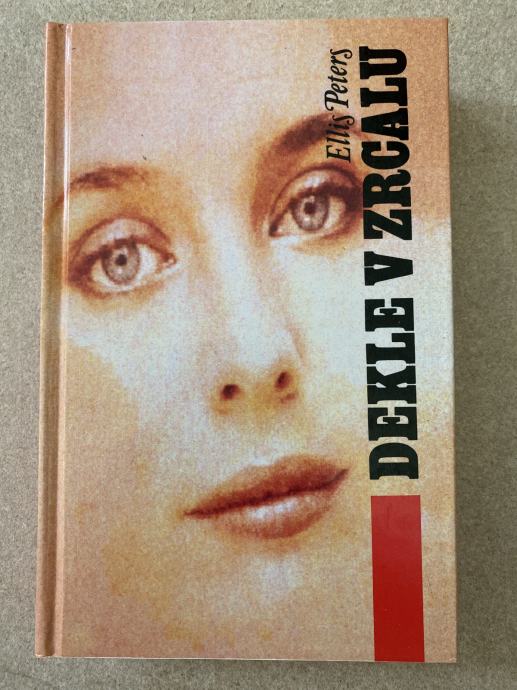 Ellis Peters
DEKLE V ZRCALU